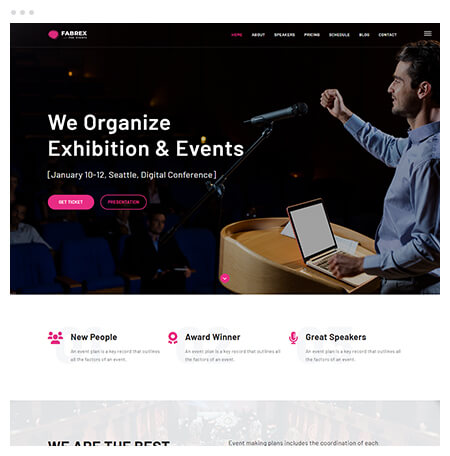 FABREX
FOR EVENTS
HOME ABOUT SPEAKERS PRICING SCHEDULE BLOG CONTACT
We Organize
Exhibition & Events
[January 10-12, Seattle, Digital Conference]
GET TICKET PRESENTATION
New People Award Winner Great Speakers
An event plan is a key record that outlines An event plan is a key record that outlines all An event plan is a key record that outlines all
all the factors of an event. the factors of an event. the factors of an event.
WE ARE THE BEST Event making plans includes the coordination of each